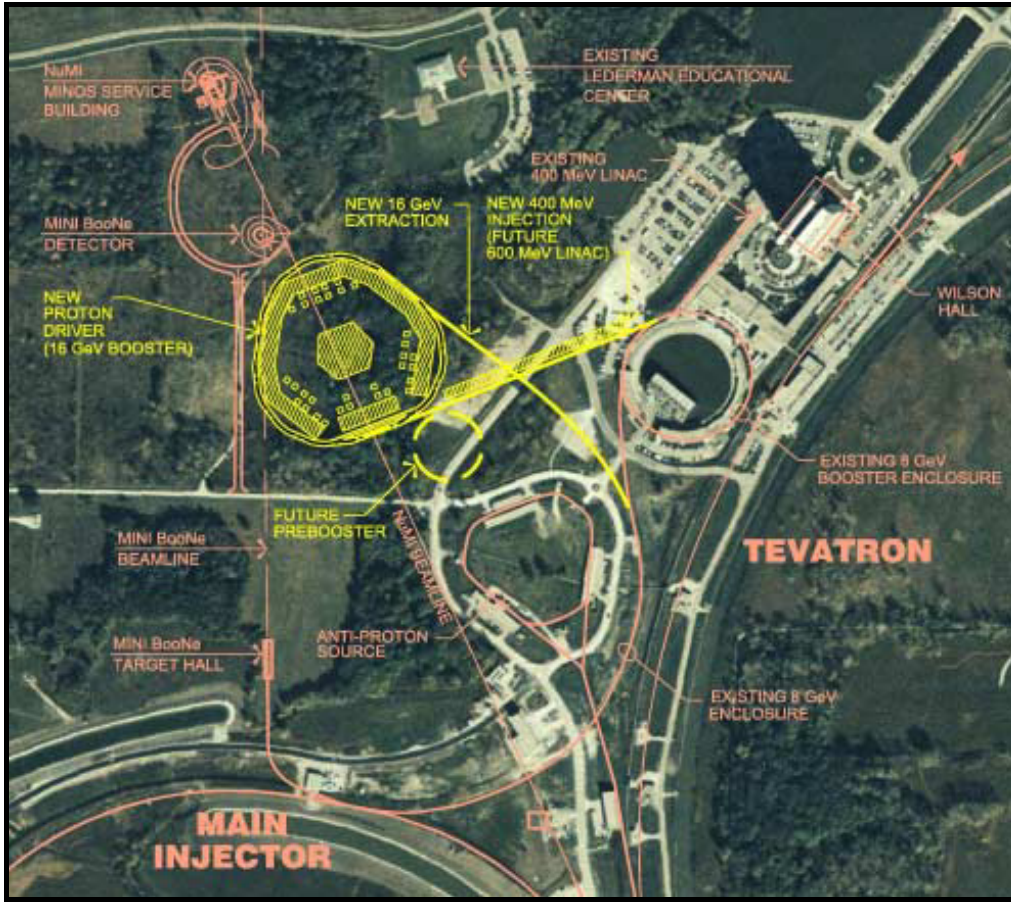 NuMI
MINOS SERVICE
BUILDING
EXISTING
LEDERMAN EDUCATIONAL
CENTER
EXISTING
400 MeV LINAC
NEW 16 GeV
EXTRACTION
NEW 400 MeV
INJECTION
(FUTURE
600 MeV LINAC)
MINI BooNe
DETECTOR
NEW
PROTON
DRIVER
(16 GeV BOOSTER)
WILSON
HALL
EXISTING 8 GeV
BOOSTER ENCLOSURE
FUTURE
PREBOOSTER
NuMI BEAMLINE
MINI BooNe
BEAMLINE
TEVATRON
ANTI-PROTON
SOURCE
MINI BooNe
TARGET HALL
EXISTING 8 GeV
ENCLOSURE
MAIN
INJECTOR